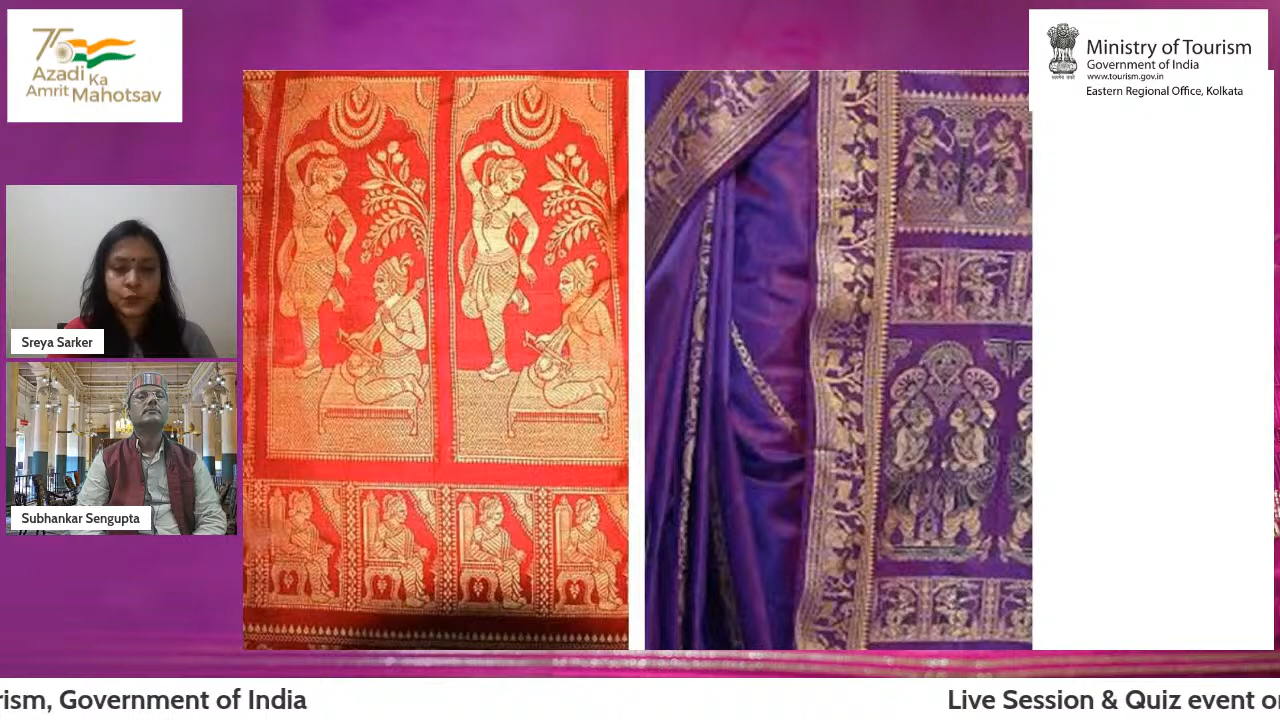 75
Azadi Ka
Amrit Mahotsav
Ministry of Tourism
Government of India
www.tourism.gov.in
Eastern Regional Office, Kolkata
Sreya Sarker
Subhankar Sengupta
rism, Government of India
Live Session & Quiz event o